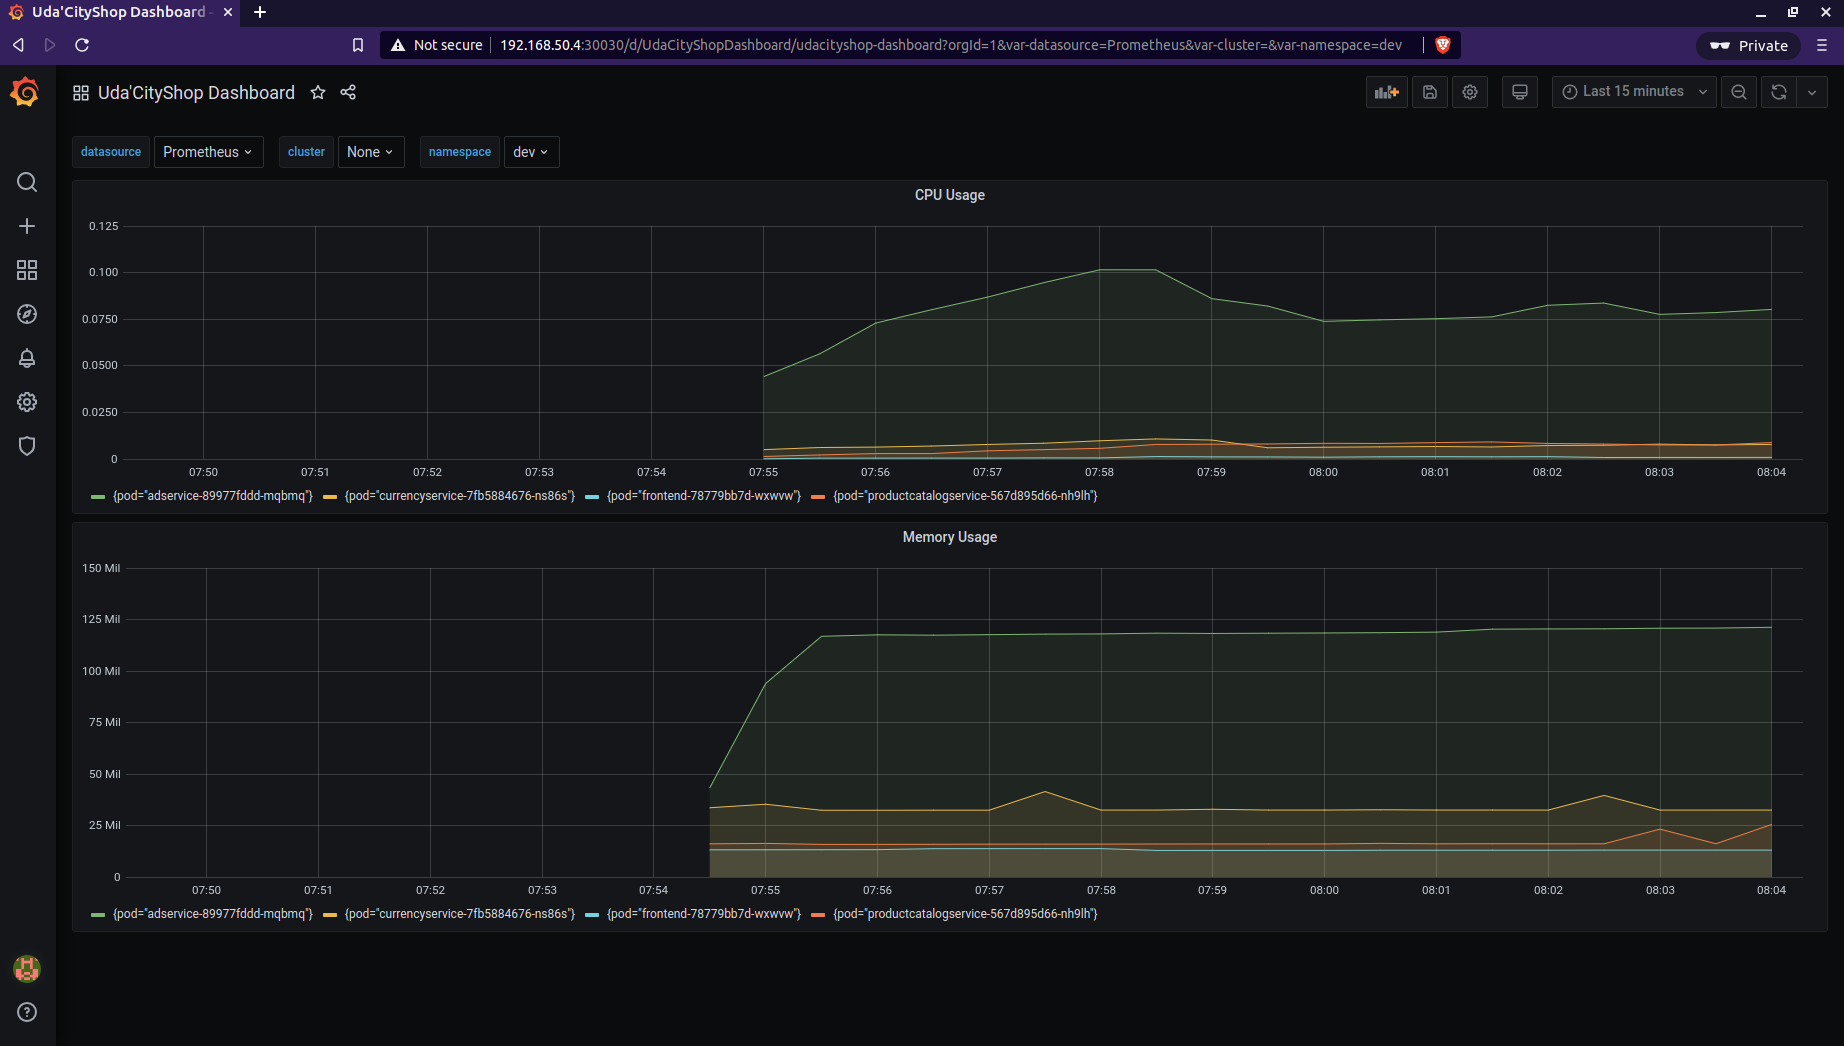 Uda'CityShop Dashboard -
Not secure 192.168.50.4:30030/d/UdaCityShopDashboard/udacityshop-dashboard?orgId=1&var-datasource=Prometheus&var-cluster=&var-namespace=dev Private
Uda'CityShop Dashboard Last 15 minutes
datasource Prometheus cluster None namespace dev
CPU Usage
0.125
0.100
0.0750
0.0500
0.0250
0
07:50 07:51 07:52 07:53 07:54 07:55 07:56 07:57 07:58 07:59 08:00 08:01 08:02 08:03 08:04
{pod="adservice-89977fddd-mqbmq"} {pod="currencyservice-7fb5884676-ns86s"} {pod="frontend-78779bb7d-wxwvw"} {pod="productcatalogservice-567d895d66-nh9lh"}
Memory Usage
150 Mil
125 Mil
100 Mil
75 Mil
50 Mil
25 Mil
0
07:50 07:51 07:52 07:53 07:54 07:55 07:56 07:57 07:58 07:59 08:00 08:01 08:02 08:03 08:04
{pod="adservice-89977fddd-mqbmq"} {pod="currencyservice-7fb5884676-ns86s"} {pod="frontend-78779bb7d-wxwvw"} {pod="productcatalogservice-567d895d66-nh9lh"}